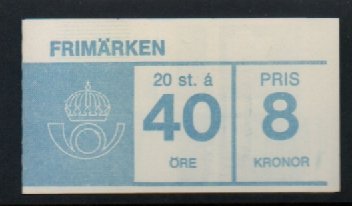 FRIMÄRKEN
20 st. á
40
ÖRE
PRIS
8
KRONOR